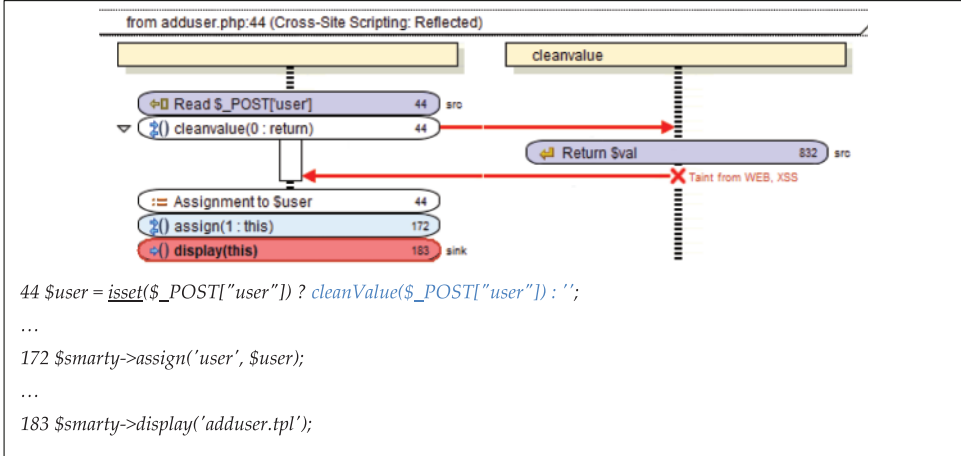 from adduser.php:44 (Cross-Site Scripting: Reflected)
cleanvalue
Read $_POST['user'] 44 src
cleanvalue(0 : return) 44
Return $val 832 src
Taint from WEB, XSS
Assignment to $user 44
assign(1 : this) 172
display(this) 183 sink
44 $user = isset($_POST["user"]) ? cleanValue($_POST["user"]) : '';
…
172 $smarty->assign('user', $user);
…
183 $smarty->display('adduser.tpl');